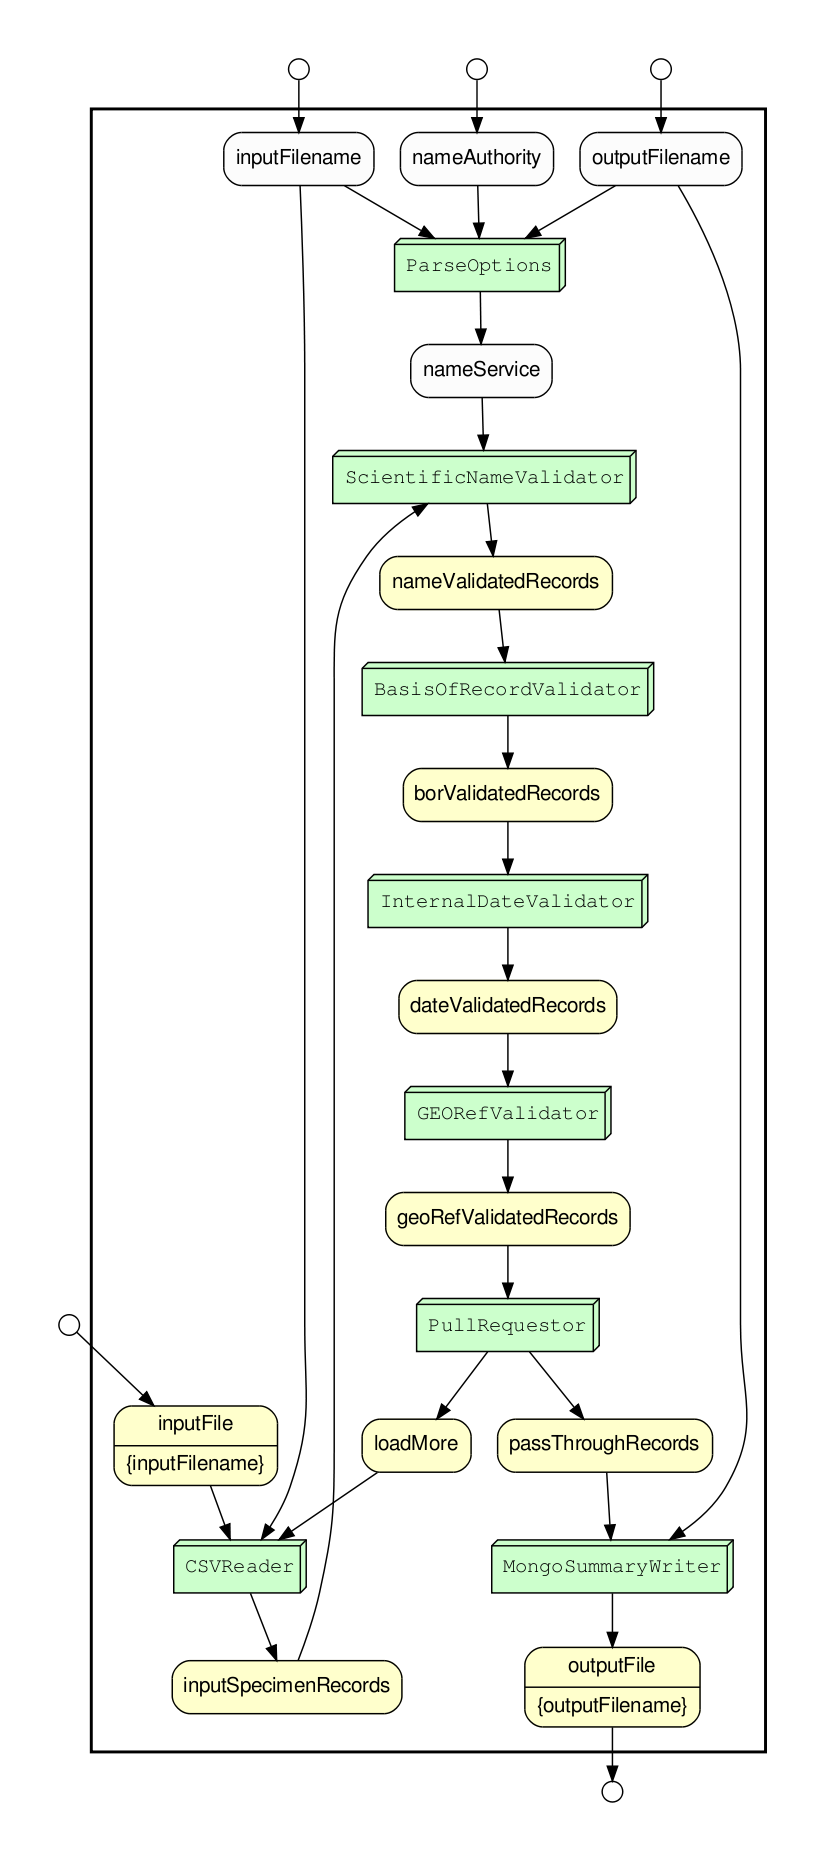 inputFilename
nameAuthority
outputFilename
ParseOptions
nameService
ScientificNameValidator
nameValidatedRecords
BasisOfRecordValidator
borValidatedRecords
InternalDateValidator
dateValidatedRecords
GEORefValidator
geoRefValidatedRecords
PullRequestor
inputFile
{inputFilename}
loadMore
passThroughRecords
CSVReader
MongoSummaryWriter
inputSpecimenRecords
outputFile
{outputFilename}